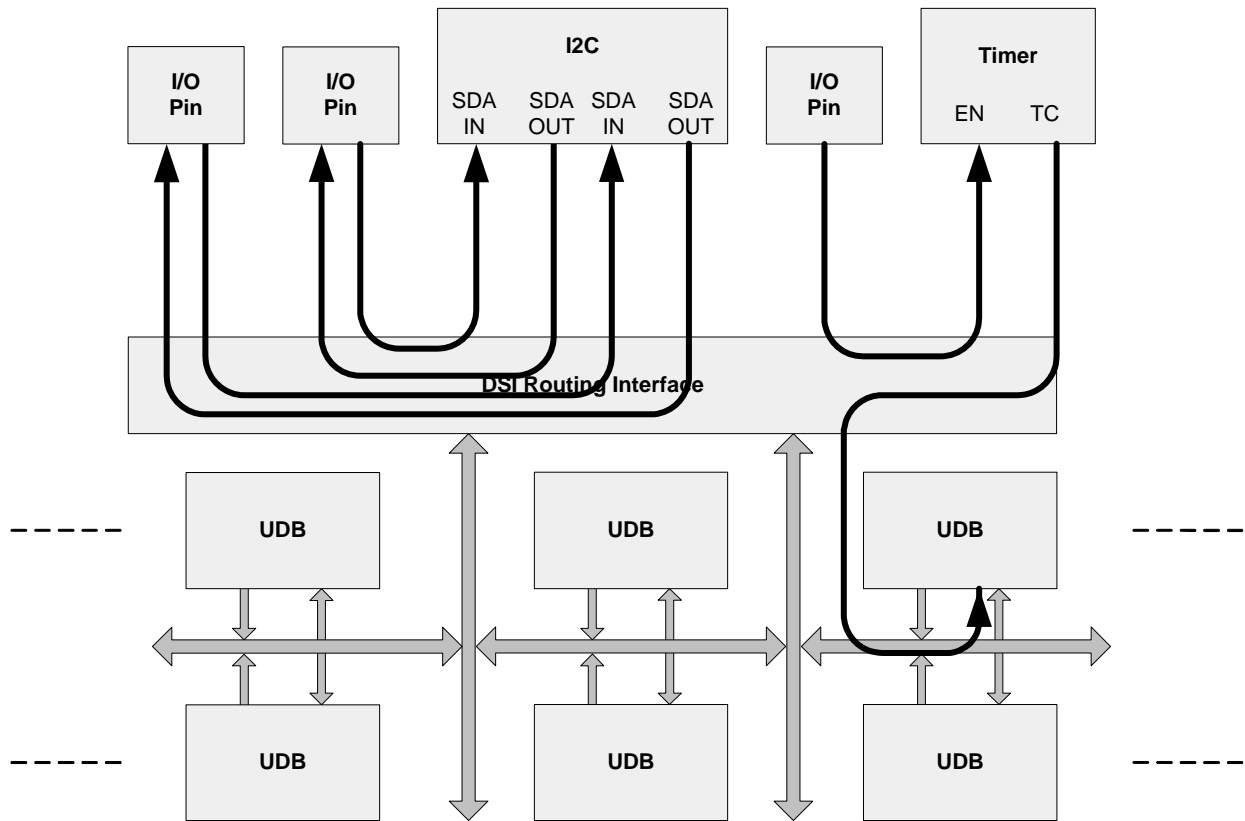 I/O
Pin
I/O
Pin
I2C
SDA
IN
SDA
OUT
SDA
IN
SDA
OUT
I/O
Pin
Timer
EN
TC
DSI Routing Interface
UDB
UDB
UDB
UDB
UDB
UDB